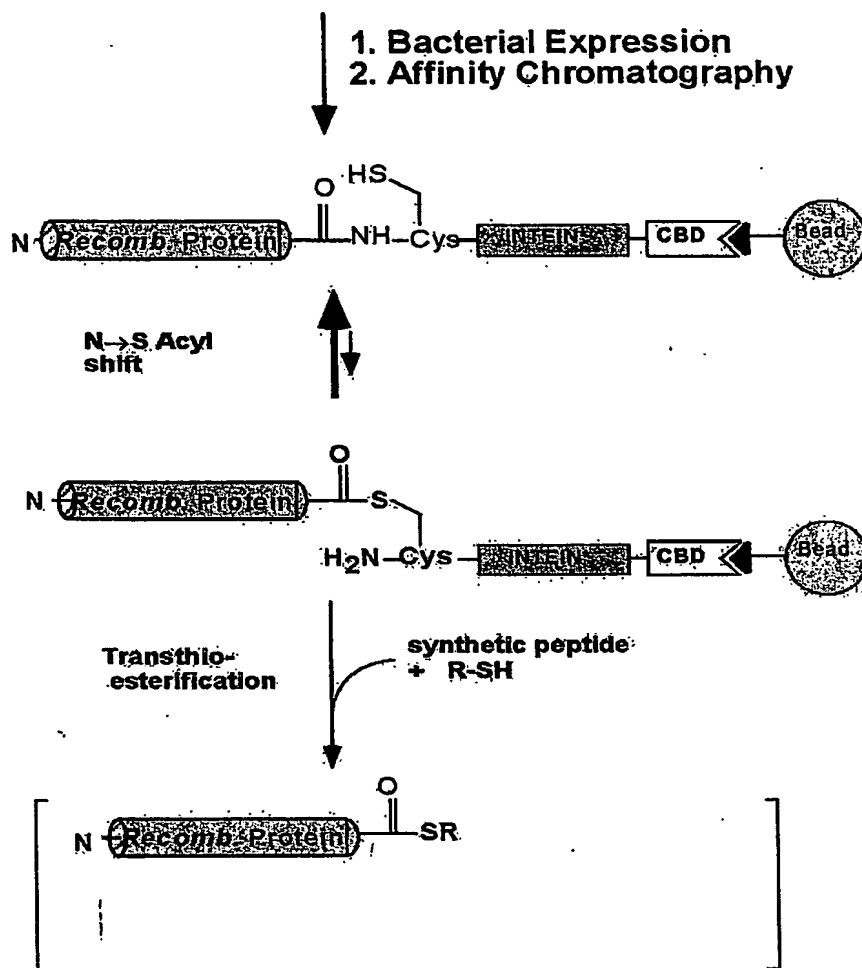 1. Bacterial Expression
2. Affinity Chromatography
HS
O
N
Recomb. Protein
NH
Cys
INTEIN
CBD
Bead
N→S Acyl
shift
O
N
Recomb. Protein
S
H₂N
Cys
INTEIN
CBD
Bead
Transthio-
esterification
synthetic peptide
+ R-SH
O
N
Recomb. Protein
SR